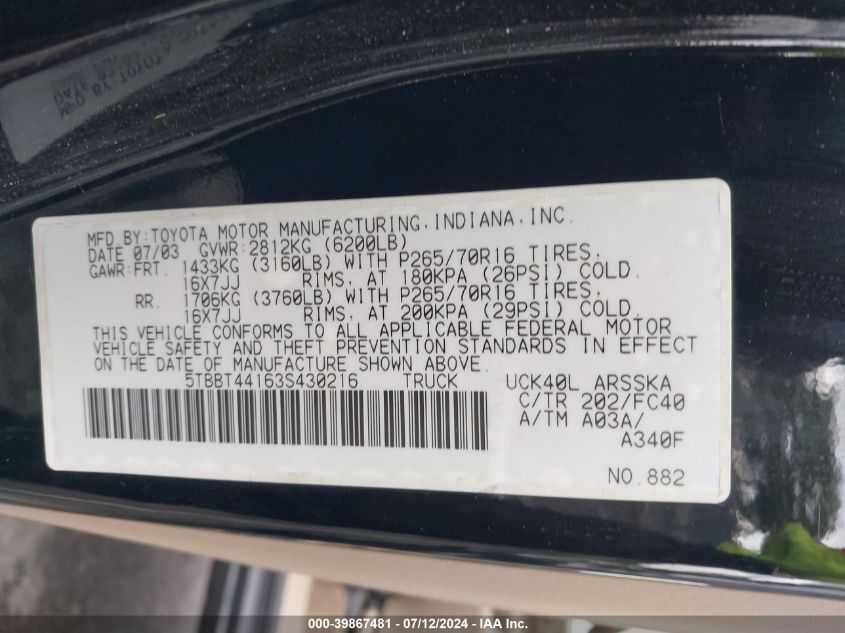 MFD.BY:TOYOTA MOTOR MANUFACTURING,INDIANA,INC.
DATE 07/03 GVWR:2812KG (6200LB)
GAWR:FRT. 1433KG (3160LB) WITH P265/70R16 TIRES,
16X7JJ RIMS, AT 180KPA (26PSI) COLD.
RR. 1706KG (3760LB) WITH P265/70R16 TIRES,
16X7JJ RIMS, AT 200KPA (29PSI) COLD.
THIS VEHICLE CONFORMS TO ALL APPLICABLE FEDERAL MOTOR
VEHICLE SAFETY AND THEFT PREVENTION STANDARDS IN EFFECT
ON THE DATE OF MANUFACTURE SHOWN ABOVE.
5TBBT44163S430216 TRUCK UCK40L ARSSKA
C/TR 202/FC40
A/TM A03A/
A340F
NO.882
000-39867481 - 07/12/2024 - IAA Inc.